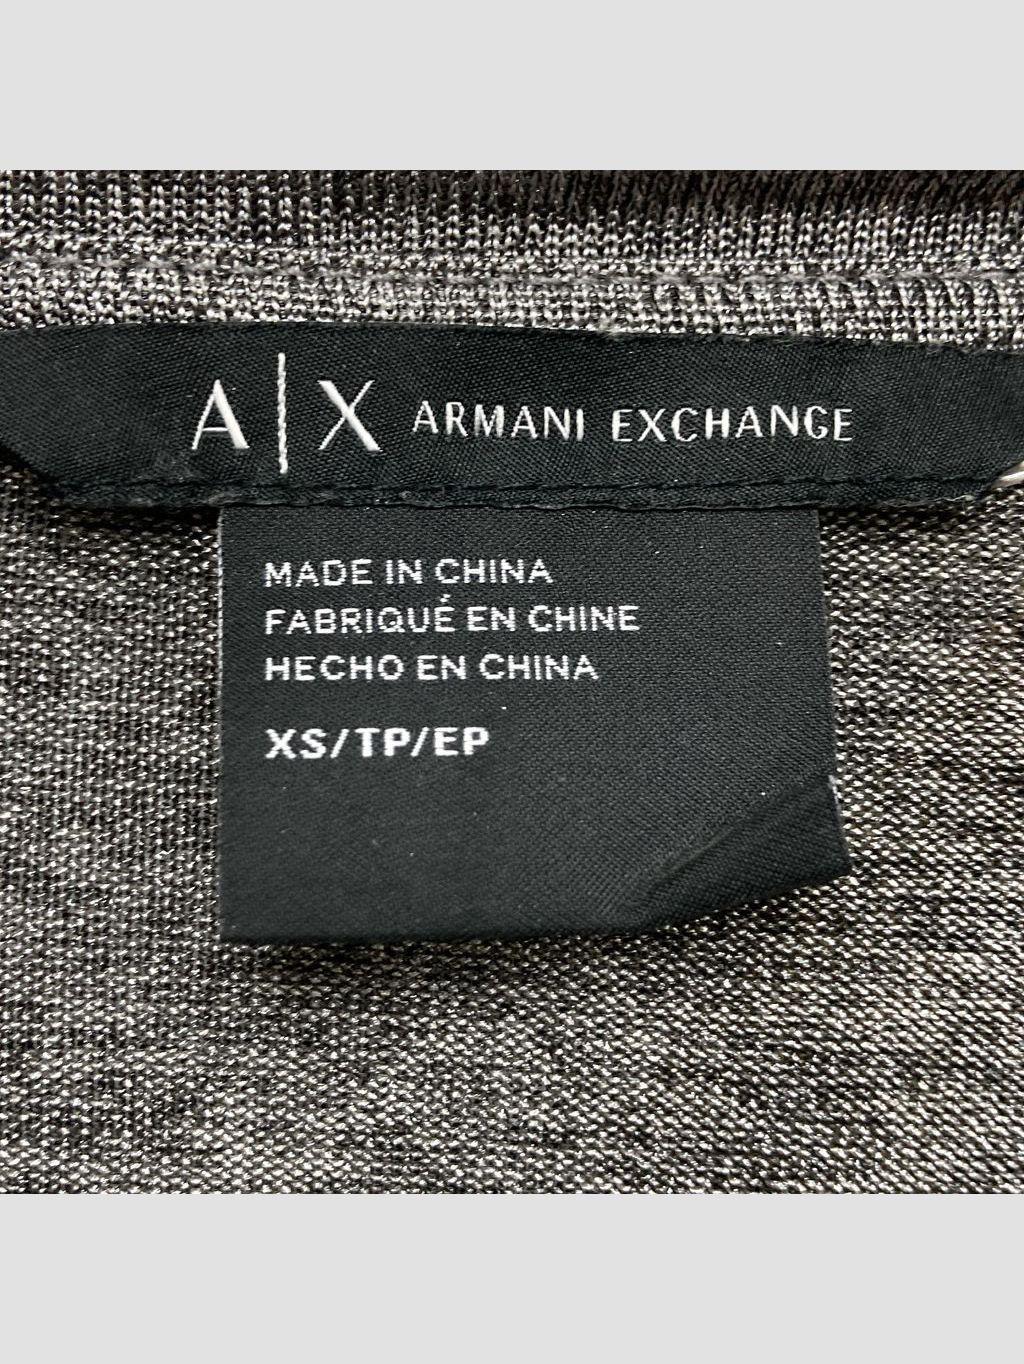 A|X ARMANI EXCHANGE
MADE IN CHINA
FABRIQUÉ EN CHINE
HECHO EN CHINA
XS/TP/EP